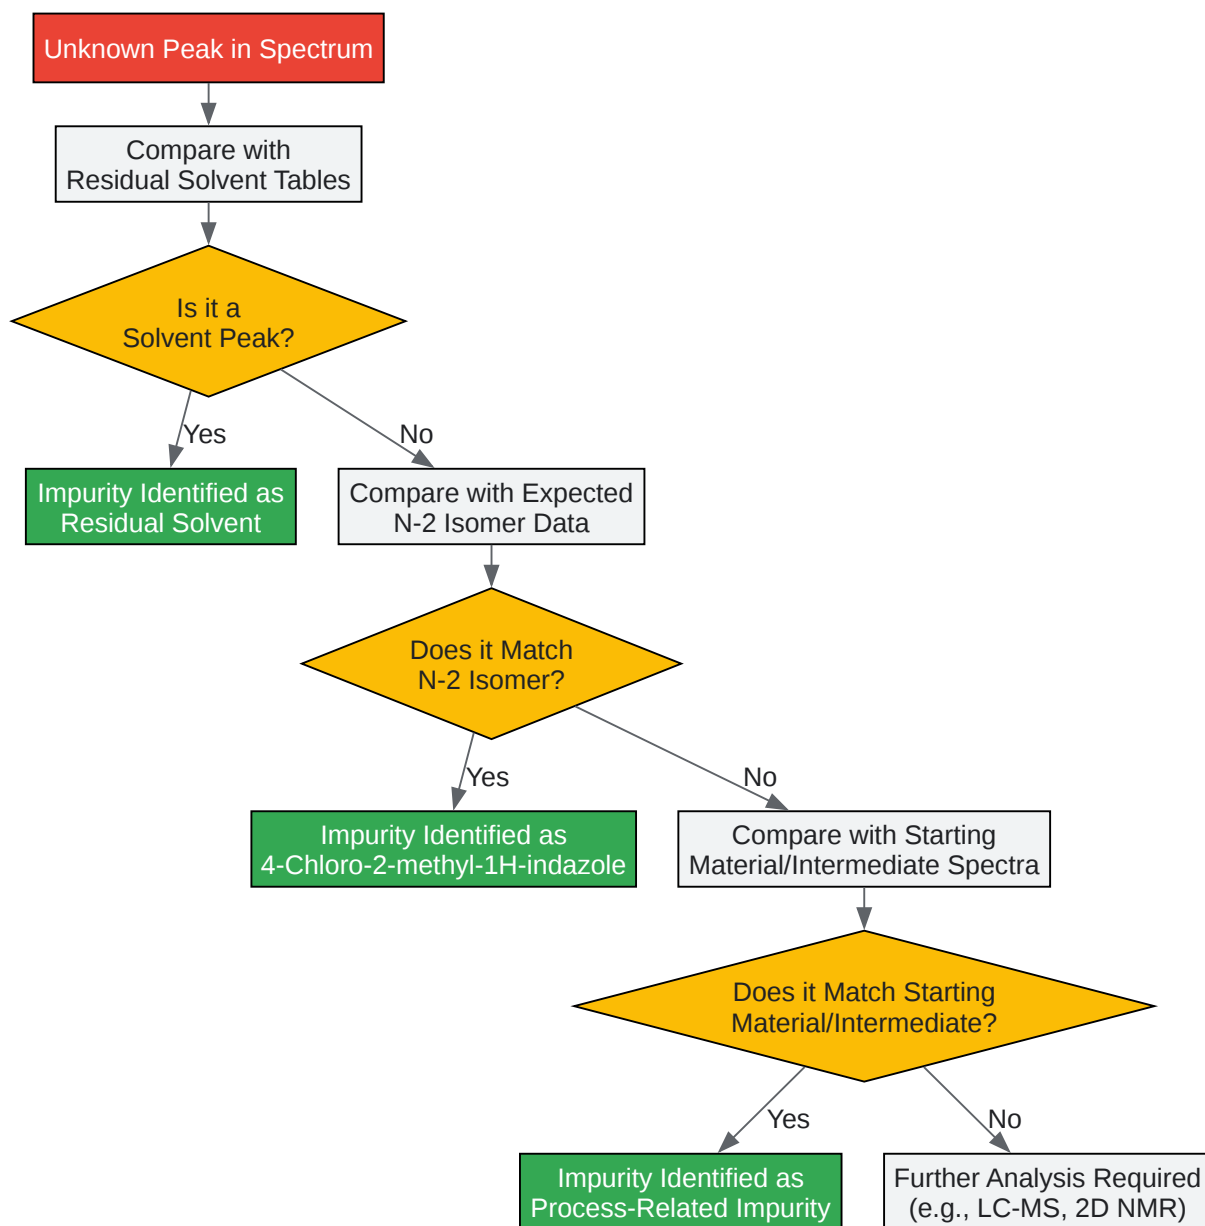 Unknown Peak in Spectrum
Compare with
Residual Solvent Tables
Is it a
Solvent Peak?
Yes
No
Impurity Identified as
Residual Solvent
Compare with Expected
N-2 Isomer Data
Does it Match
N-2 Isomer?
Yes
No
Impurity Identified as
4-Chloro-2-methyl-1H-indazole
Compare with Starting
Material/Intermediate Spectra
Does it Match Starting
Material/Intermediate?
Yes
No
Impurity Identified as
Process-Related Impurity
Further Analysis Required
(e.g., LC-MS, 2D NMR)